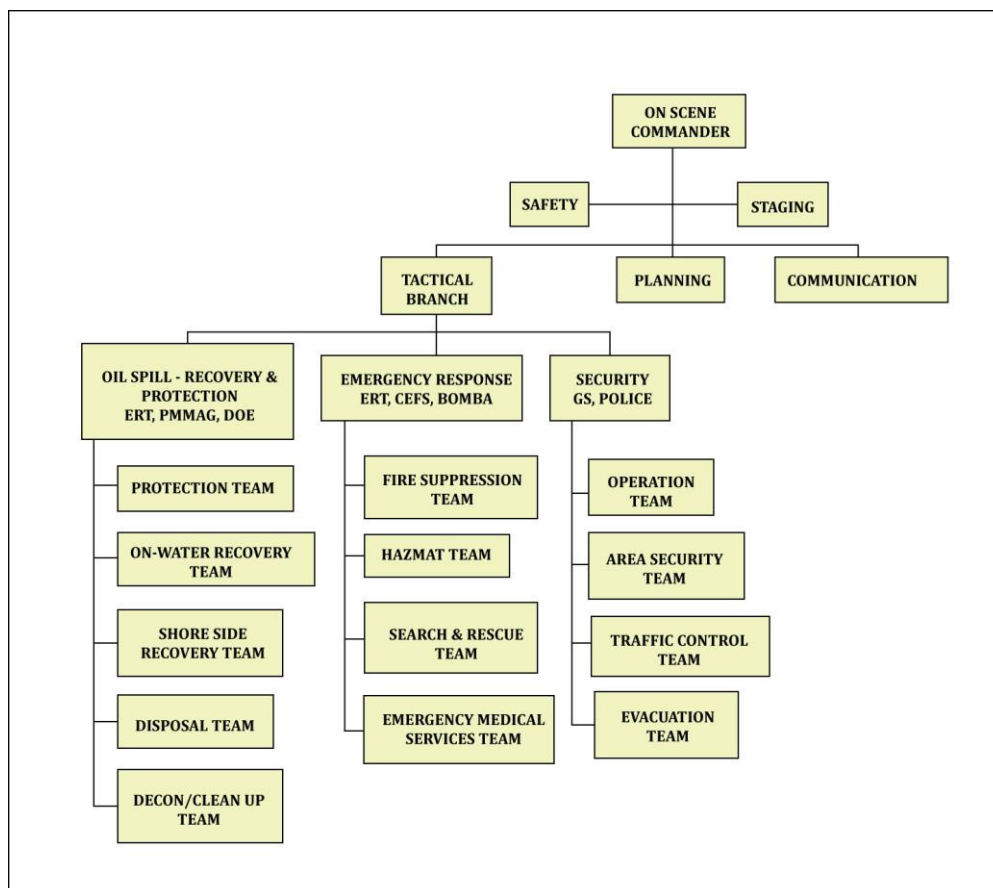 ON SCENE
COMMANDER
SAFETY
STAGING
TACTICAL
BRANCH
PLANNING
COMMUNICATION
OIL SPILL - RECOVERY &
PROTECTION
ERT, PMMAG, DOE
EMERGENCY RESPONSE
ERT, CEFS, BOMBA
SECURITY
GS, POLICE
PROTECTION TEAM
ON-WATER RECOVERY
TEAM
SHORE SIDE
RECOVERY TEAM
DISPOSAL TEAM
DECON/CLEAN UP
TEAM
FIRE SUPPRESSION
TEAM
HAZMAT TEAM
SEARCH & RESCUE
TEAM
EMERGENCY MEDICAL
SERVICES TEAM
OPERATION
TEAM
AREA SECURITY
TEAM
TRAFFIC CONTROL
TEAM
EVACUATION
TEAM